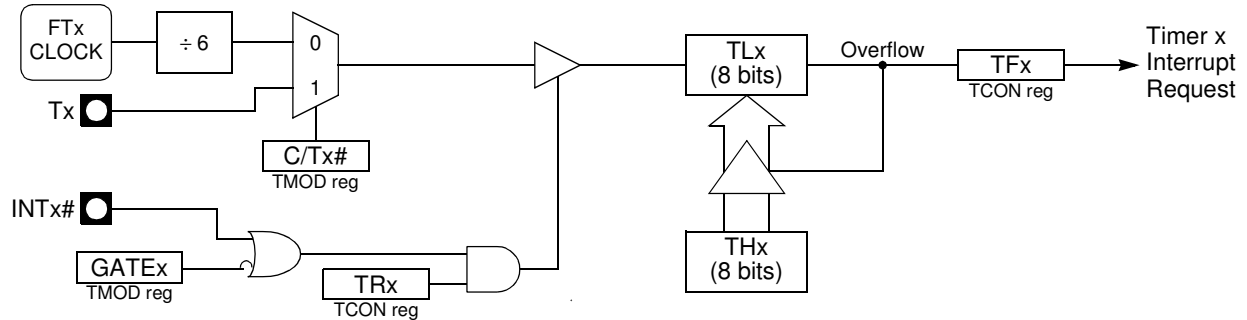 FTx
CLOCK
÷ 6
0
1
Tx
C/Tx#
TMOD reg
TLx
(8 bits)
Overflow
TFx
TCON reg
Timer x
Interrupt
Request
INTx#
GATEx
TMOD reg
TRx
TCON reg
THx
(8 bits)